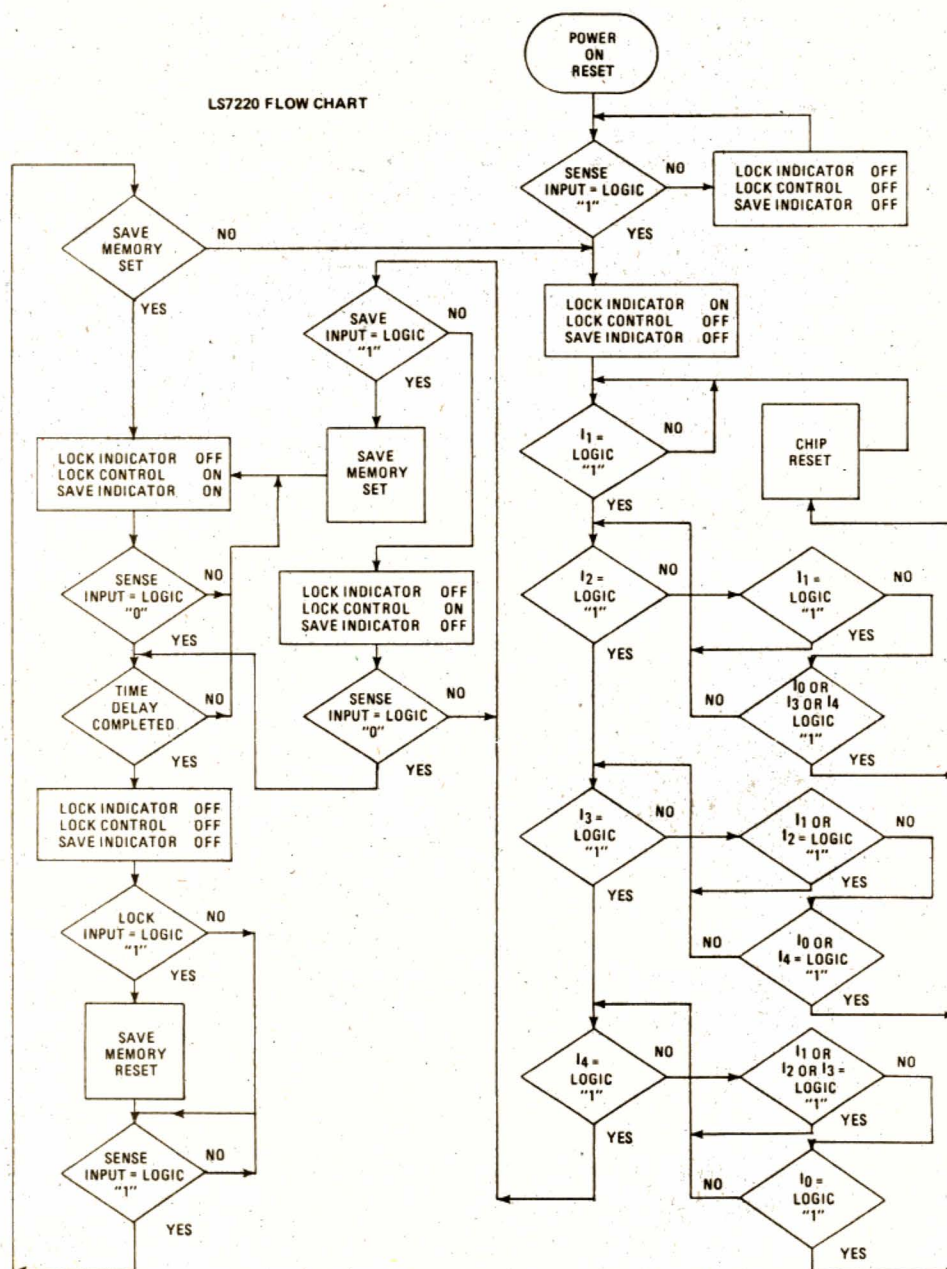 POWER
ON
RESET
LS7220 FLOW CHART
SENSE
INPUT = LOGIC
"1"
NO
YES
LOCK INDICATOR OFF
LOCK CONTROL OFF
SAVE INDICATOR OFF
SAVE
MEMORY
SET
NO
YES
LOCK INDICATOR ON
LOCK CONTROL OFF
SAVE INDICATOR OFF
SAVE
INPUT = LOGIC
"1"
NO
YES
SAVE
MEMORY
SET
I1 =
LOGIC
"1"
NO
YES
CHIP
RESET
LOCK INDICATOR OFF
LOCK CONTROL ON
SAVE INDICATOR ON
SENSE
INPUT = LOGIC
"0"
NO
YES
LOCK INDICATOR OFF
LOCK CONTROL ON
SAVE INDICATOR OFF
I2 =
LOGIC
"1"
NO
YES
I1 =
LOGIC
"1"
NO
YES
TIME
DELAY
COMPLETED
NO
YES
SENSE
INPUT = LOGIC
"0"
NO
YES
I0 OR
I3 OR I4
LOGIC
"1"
NO
YES
LOCK INDICATOR OFF
LOCK CONTROL OFF
SAVE INDICATOR OFF
I3 =
LOGIC
"1"
NO
YES
I1 OR
I2 = LOGIC
"1"
NO
YES
LOCK
INPUT = LOGIC
"1"
NO
YES
I0 OR
I4 = LOGIC
"1"
NO
YES
SAVE
MEMORY
RESET
I4 =
LOGIC
"1"
NO
YES
I1 OR
I2 OR I3 =
LOGIC
"1"
NO
YES
SENSE
INPUT = LOGIC
"1"
NO
YES
I0 =
LOGIC
"1"
NO
YES